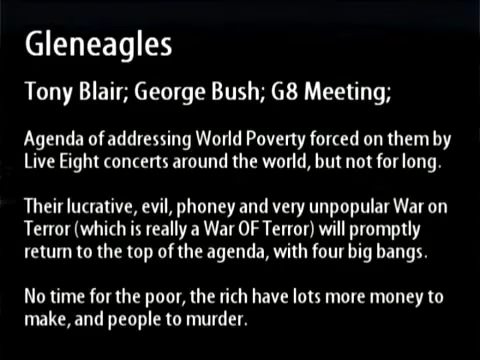 Gleneagles
Tony Blair; George Bush; G8 Meeting;
Agenda of addressing World Poverty forced on them by
Live Eight concerts around the world, but not for long.
Their lucrative, evil, phoney and very unpopular War on
Terror (which is really a War OF Terror) will promptly
return to the top of the agenda, with four big bangs.
No time for the poor, the rich have lots more money to
make, and people to murder.